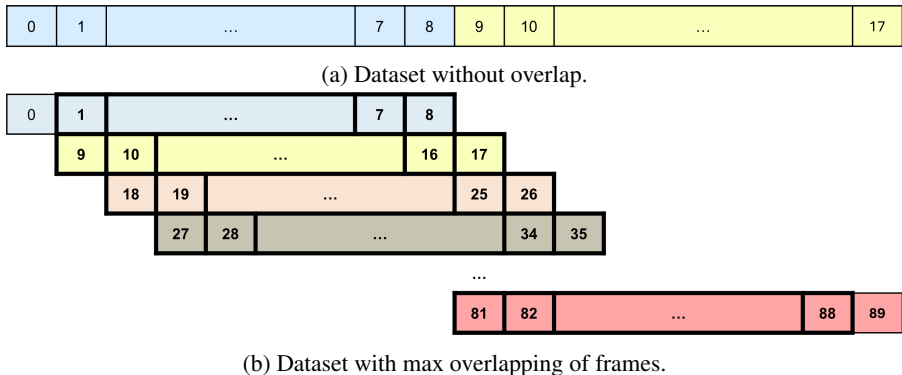 0 1 ... 7 8 9 10 ... 17
(a) Dataset without overlap.
0 1 ... 7 8
9 10 ... 16 17
18 19 ... 25 26
27 28 ... 34 35
...
81 82 ... 88 89
(b) Dataset with max overlapping of frames.